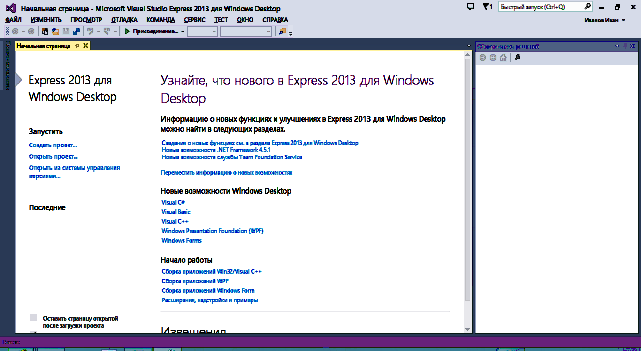 Начальная страница - Microsoft Visual Studio Express 2013 для Windows Desktop
Быстрый запуск (Ctrl+Q)
ФАЙЛ ИЗМЕНИТЬ ПРОСМОТР ОТЛАДКА КОМАНДА СЕРВИС ТЕСТ ОКНО СПРАВКА
Иванов Иван
Присоединение...
Начальная страница
Express 2013 для
Windows Desktop
Запустить
Создать проект...
Открыть проект...
Открыть из системы управления
версиями...
Последние
Оставить страницу открытой
после загрузки проекта
Узнайте, что нового в Express 2013 для Windows
Desktop
Информацию о новых функциях и улучшениях в Express 2013 для Windows Desktop
можно найти в следующих разделах.
Сведения о новых функциях см. в разделе Express 2013 для Windows Desktop
Новые возможности .NET Framework 4.5.1
Новые возможности службы Team Foundation Service
Переместить информацию о новых возможностях
Новые возможности Windows Desktop
Visual C#
Visual Basic
Visual C++
Windows Presentation Foundation (WPF)
Windows Forms
Начало работы
Сборка приложений Win32/Visual C++
Сборка приложений WPF
Сборка приложений Windows Form
Расширения, надстройки и примеры
Извещения